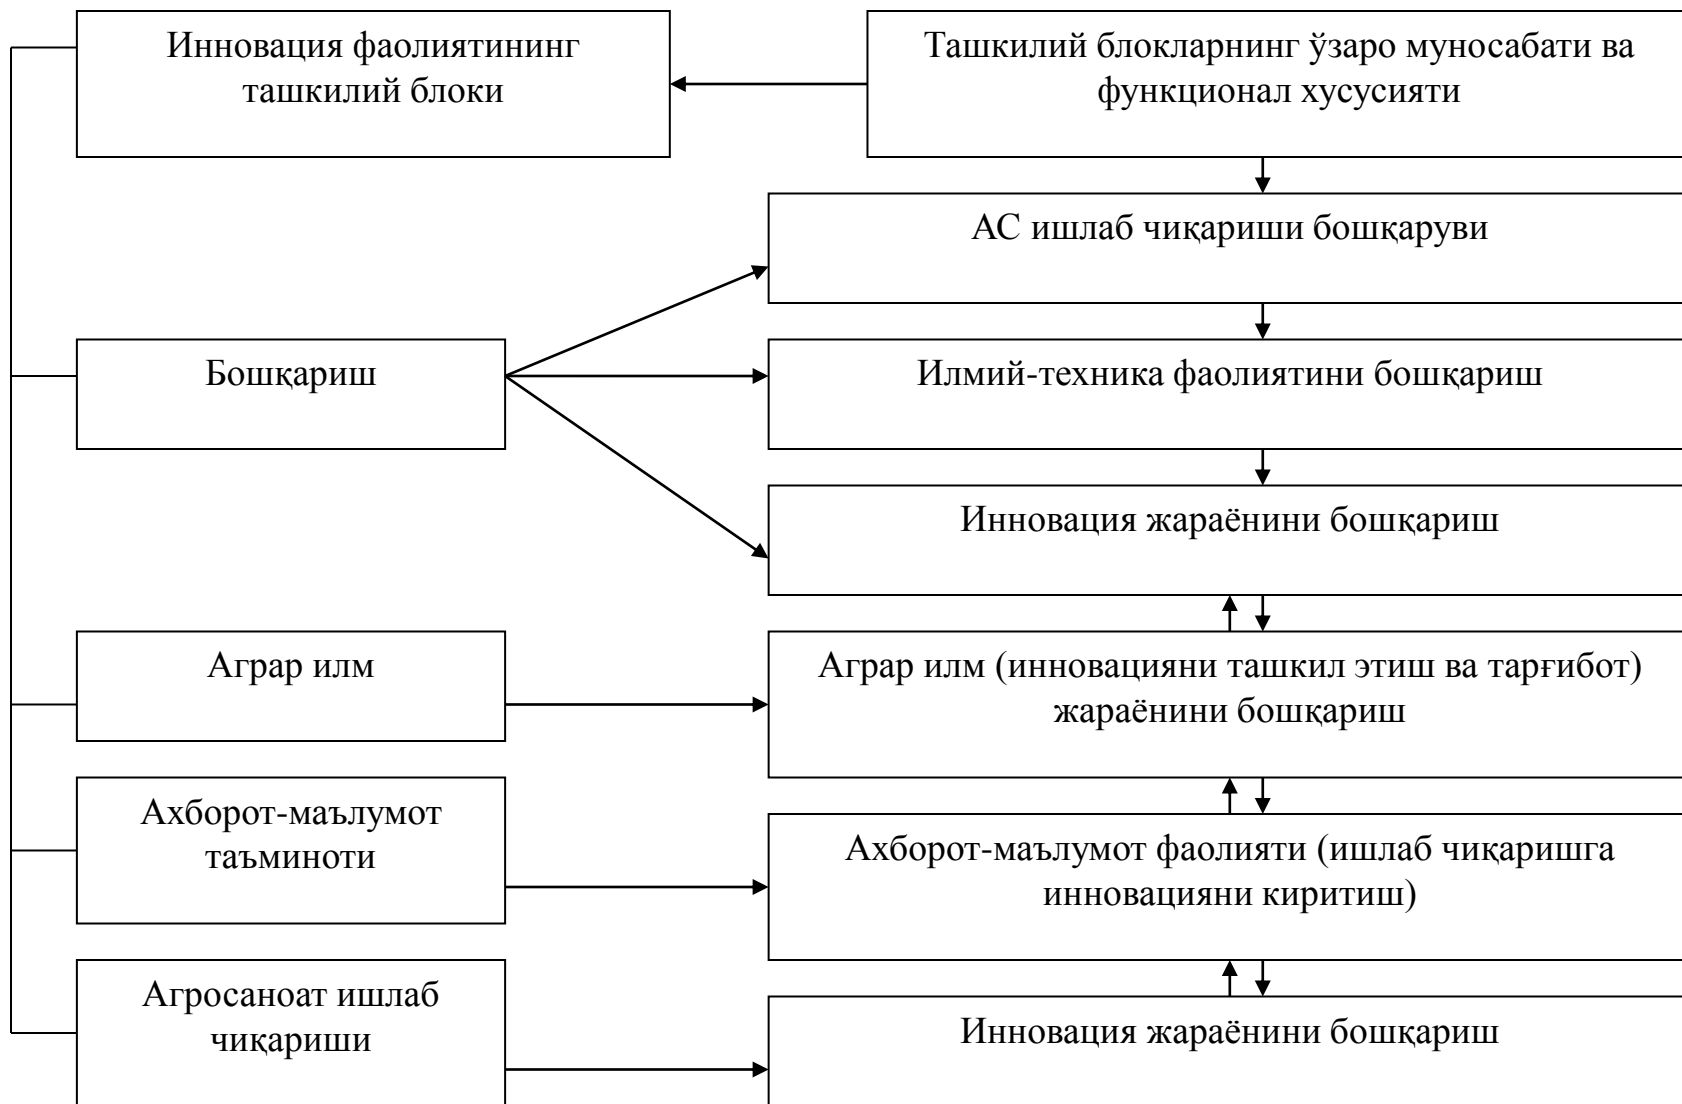 Инновация фаолиятининг
ташкилий блоки
Ташкилий блокларнинг ўзаро муносабати ва
функционал хусусияти
АС ишлаб чиқариши бошқаруви
Бошқариш
Илмий-техника фаолиятини бошқариш
Инновация жараёнини бошқариш
Аграр илм
Аграр илм (инновацияни ташкил этиш ва тарғибот)
жараёнини бошқариш
Ахборот-маълумот
таъминоти
Ахборот-маълумот фаолияти (ишлаб чиқаришга
инновацияни киритиш)
Агросаноат ишлаб
чиқариши
Инновация жараёнини бошқариш